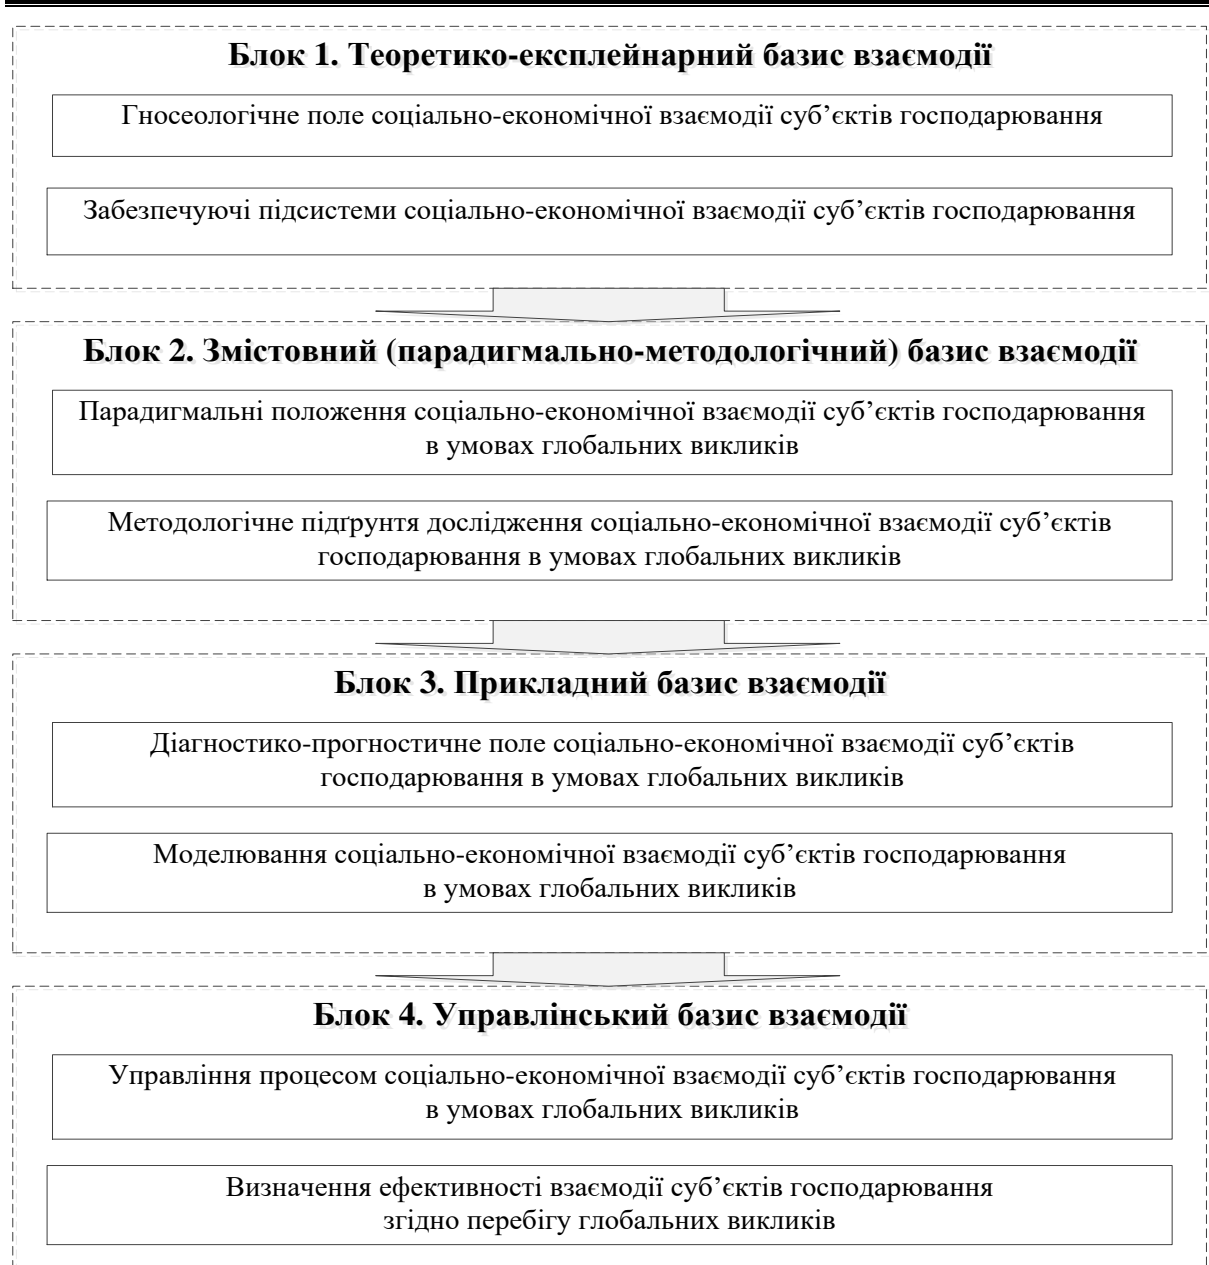 Блок 1. Теоретико-експлейнарний базис взаємодії
Гносеологічне поле соціально-економічної взаємодії суб’єктів господарювання
Забезпечуючі підсистеми соціально-економічної взаємодії суб’єктів господарювання
Блок 2. Змістовний (парадигмально-методологічний) базис взаємодії
Парадигмальні положення соціально-економічної взаємодії суб’єктів господарювання
в умовах глобальних викликів
Методологічне підґрунтя дослідження соціально-економічної взаємодії суб’єктів
господарювання в умовах глобальних викликів
Блок 3. Прикладний базис взаємодії
Діагностико-прогностичне поле соціально-економічної взаємодії суб’єктів
господарювання в умовах глобальних викликів
Моделювання соціально-економічної взаємодії суб’єктів господарювання
в умовах глобальних викликів
Блок 4. Управлінський базис взаємодії
Управління процесом соціально-економічної взаємодії суб’єктів господарювання
в умовах глобальних викликів
Визначення ефективності взаємодії суб’єктів господарювання
згідно перебігу глобальних викликів